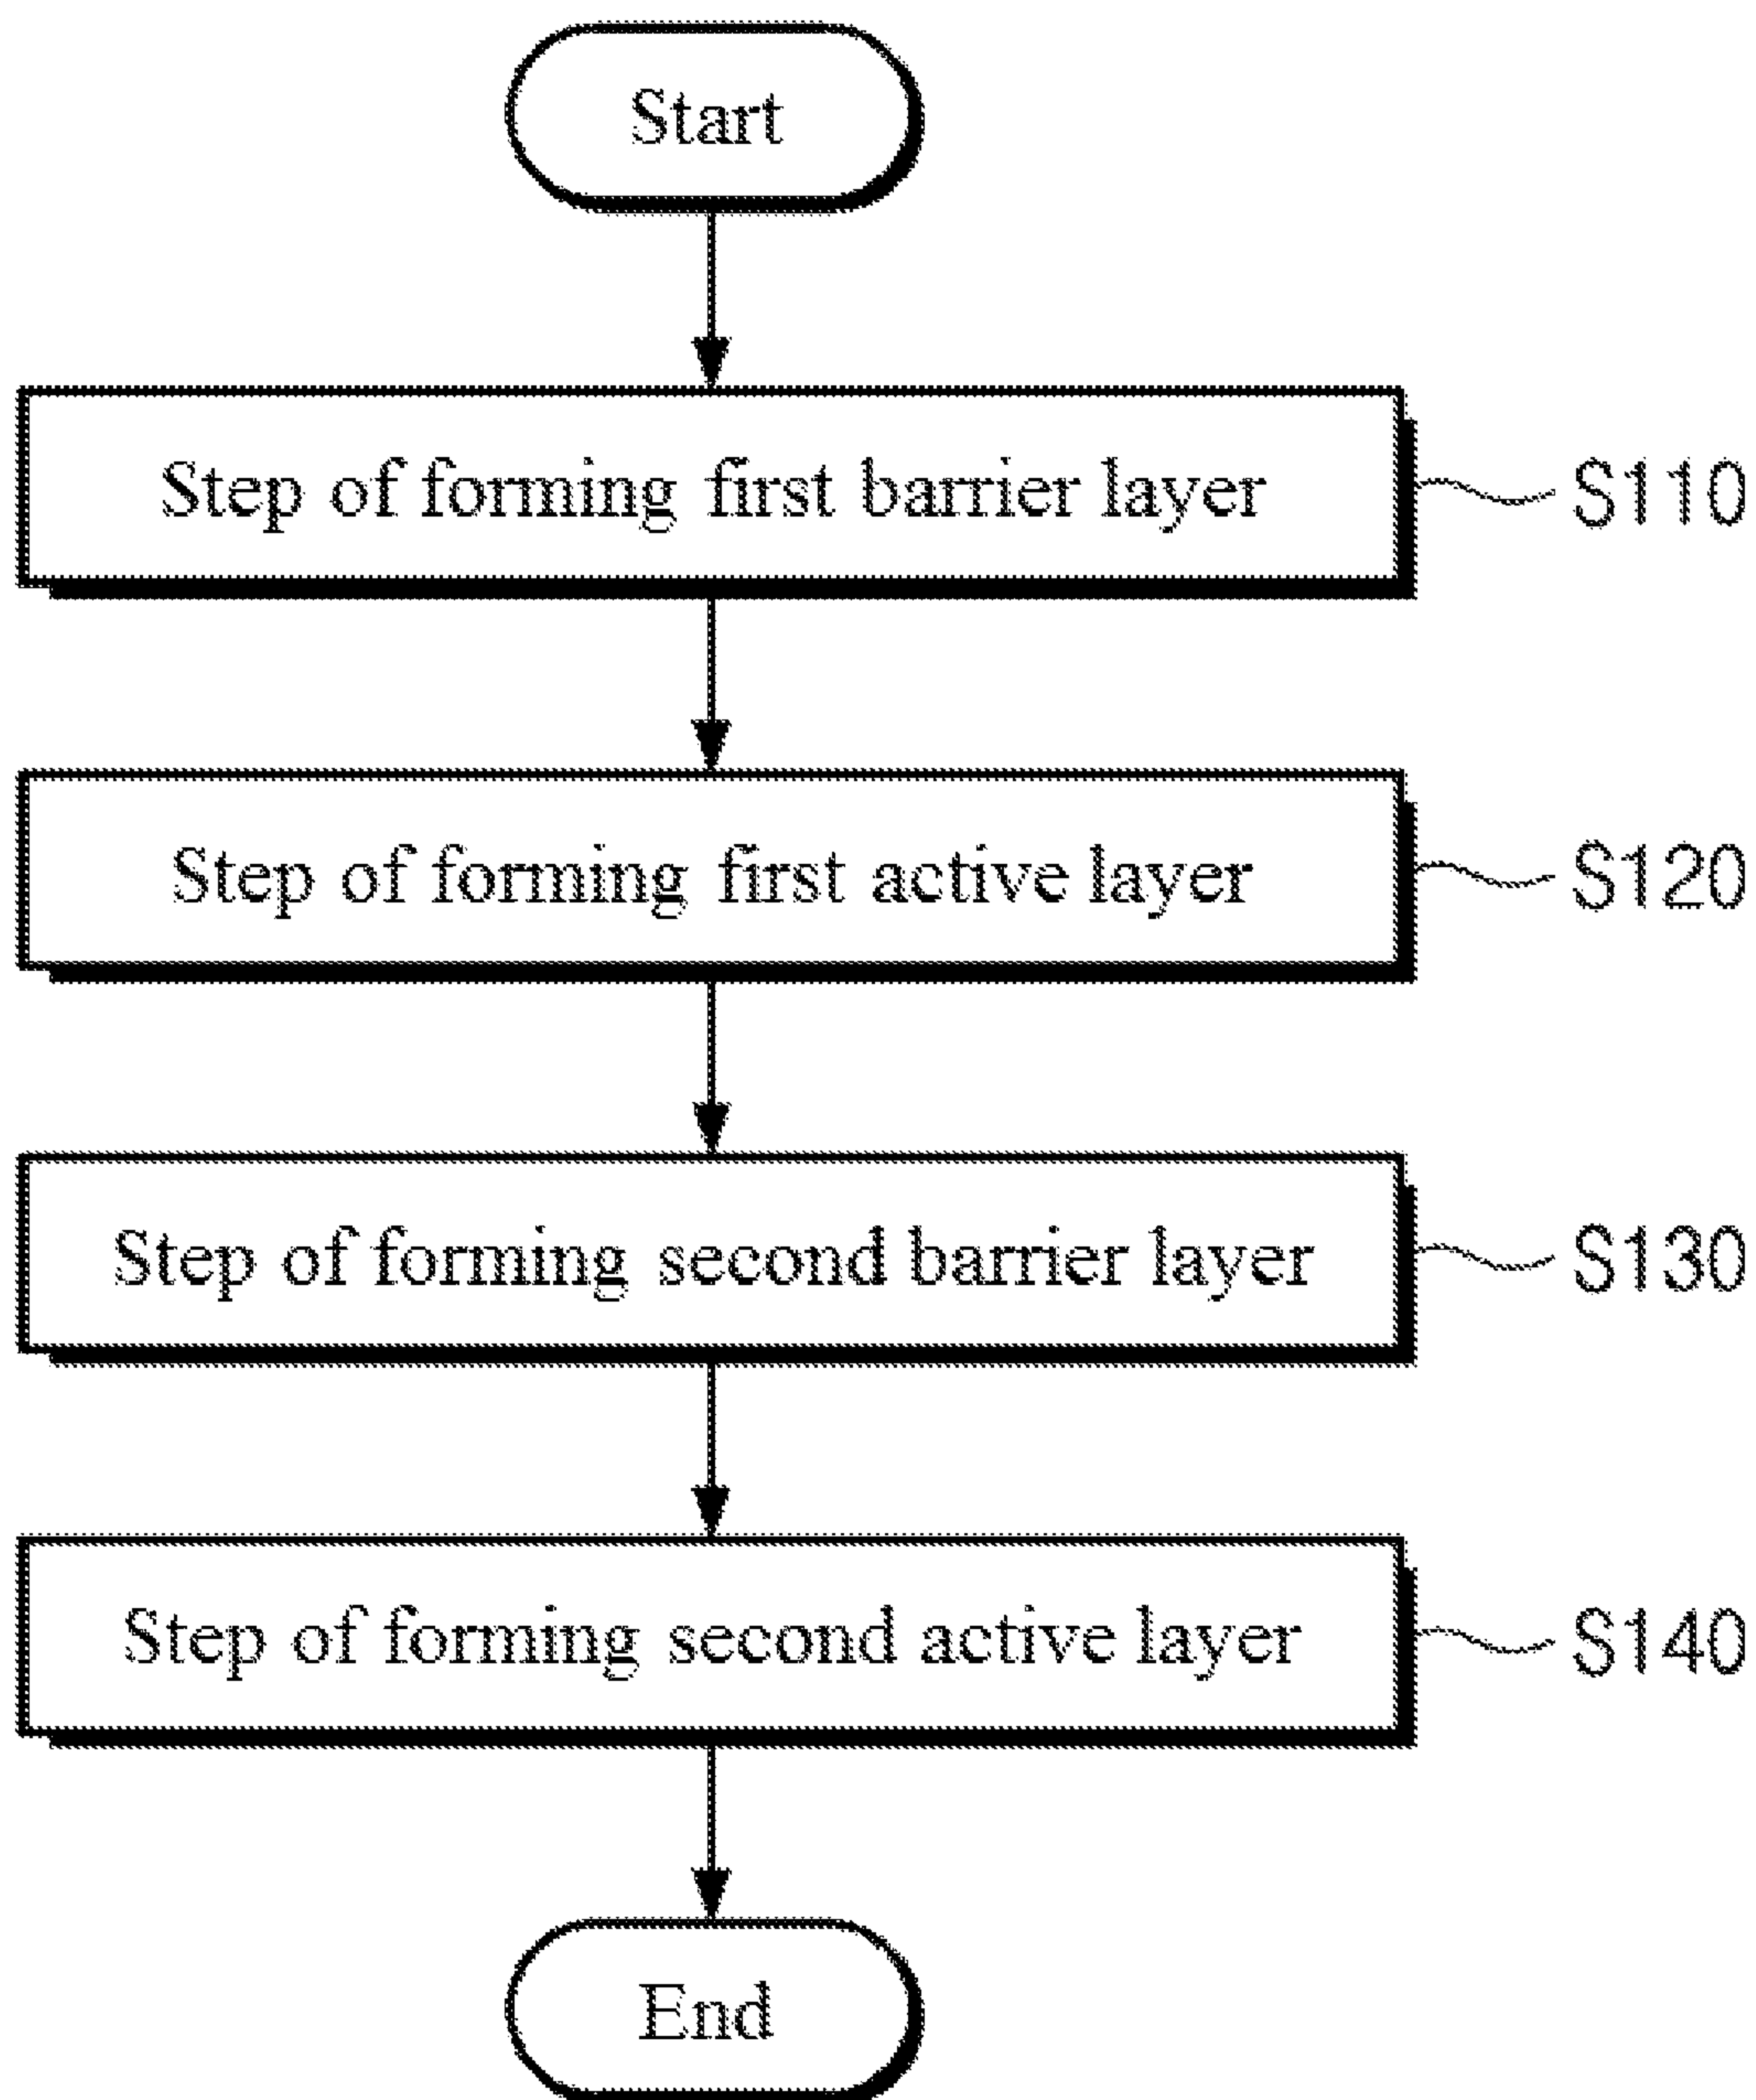 Start
Step of forming first barrier layer
S110
Step of forming first active layer
S120
Step of forming second barrier layer
S130
Step of forming second active layer
S140
End